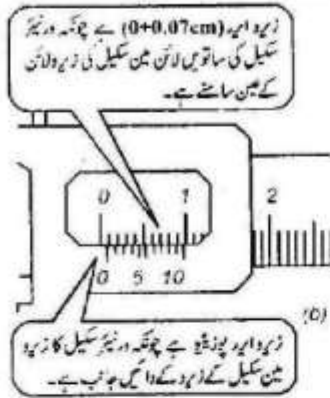 زیرو ایرر (0+0.07cm) ہے چونکہ ورنیئر
سکیل کی ساتویں لائن مین سکیل کی زیرو لائن
کے عین سامنے ہے۔
0 1 2
0 5 10
(b)
زیرو ایرر پوزیٹو ہے چونکہ ورنیئر سکیل کا زیرو
مین سکیل کے زیرو کے دائیں جانب ہے۔